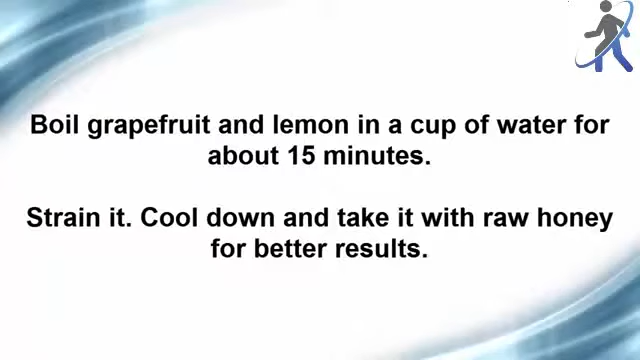 Boil grapefruit and lemon in a cup of water for
about 15 minutes.
Strain it. Cool down and take it with raw honey
for better results.